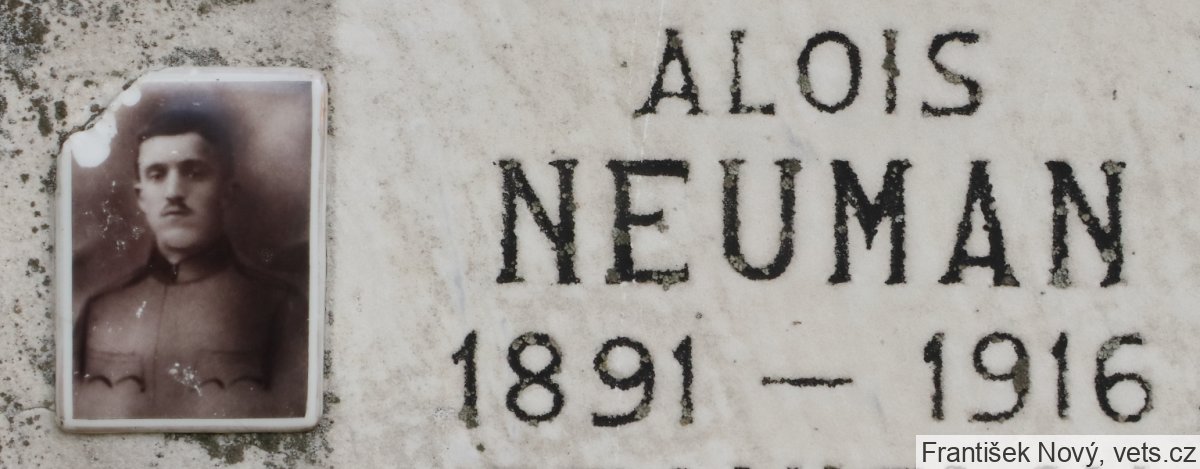 ALOIS
NEUMAN
1891 — 1916
František Nový, vets.cz